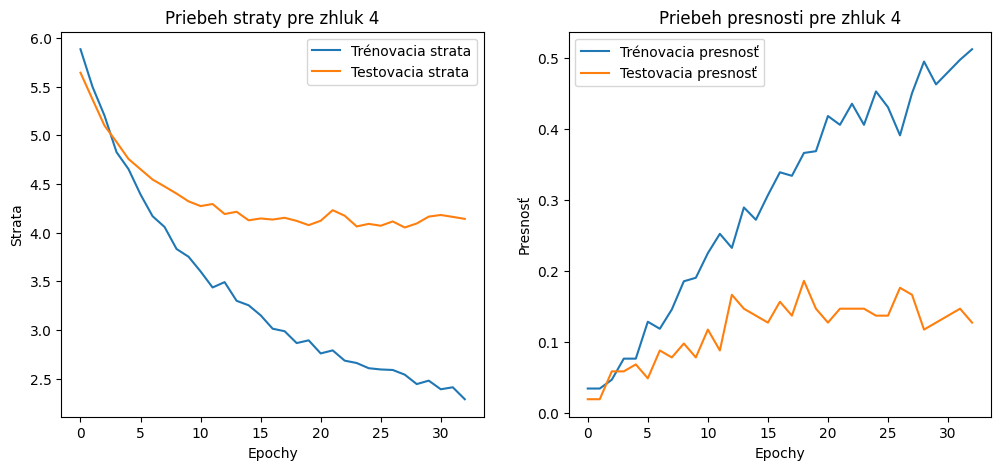 Priebeh straty pre zhluk 4
Trénovacia strata
Testovacia strata
6.0
5.5
5.0
4.5
4.0
3.5
3.0
2.5
Strata
0 5 10 15 20 25 30
Epochy
Priebeh presnosti pre zhluk 4
Trénovacia presnosť
Testovacia presnosť
0.5
0.4
0.3
0.2
0.1
0.0
Presnosť
0 5 10 15 20 25 30
Epochy